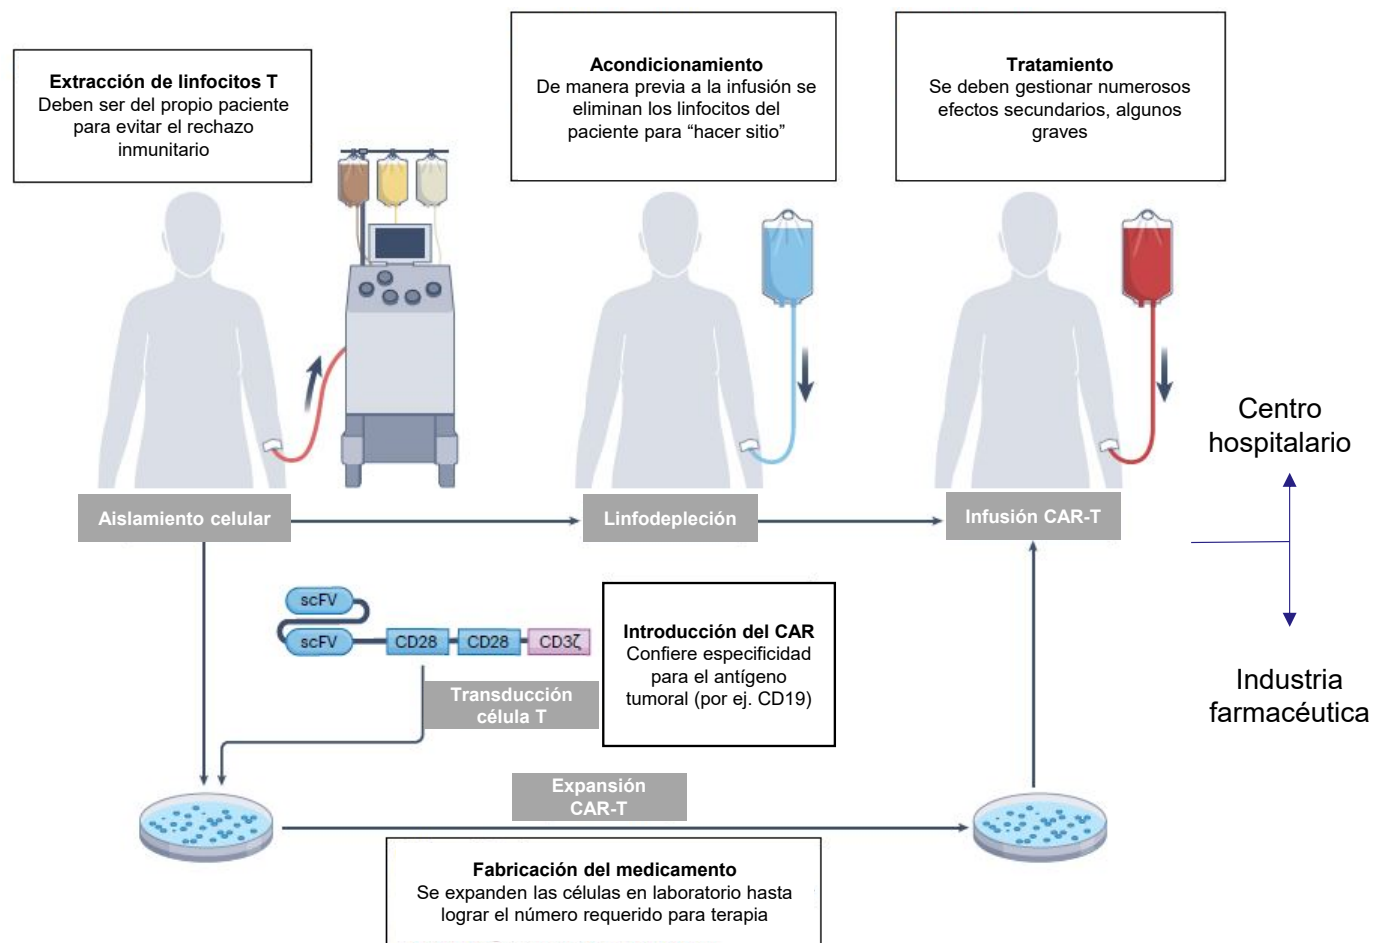 Extracción de linfocitos T
Deben ser del propio paciente
para evitar el rechazo
inmunitario
Acondicionamiento
De manera previa a la infusión se
eliminan los linfocitos del
paciente para “hacer sitio”
Tratamiento
Se deben gestionar numerosos
efectos secundarios, algunos
graves
Centro
hospitalario
Aislamiento celular
Linfodepleción
Infusión CAR-T
scFV
scFV
CD28
CD28
CD3ζ
Transducción
célula T
Introducción del CAR
Confiere especificidad
para el antígeno
tumoral (por ej. CD19)
Industria
farmacéutica
Expansión
CAR-T
Fabricación del medicamento
Se expanden las células en laboratorio hasta
lograr el número requerido para terapia